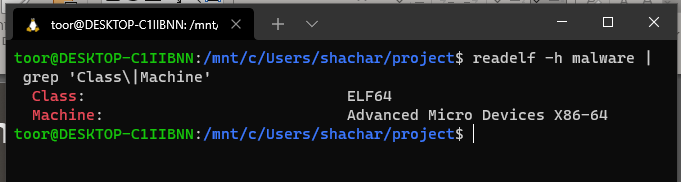 toor@DESKTOP-C1IIBNN: /mnt/c
toor@DESKTOP-C1IIBNN:/mnt/c/Users/shachar/project$ readelf -h malware |
grep 'Class\|Machine'
Class: ELF64
Machine: Advanced Micro Devices X86-64
toor@DESKTOP-C1IIBNN:/mnt/c/Users/shachar/project$